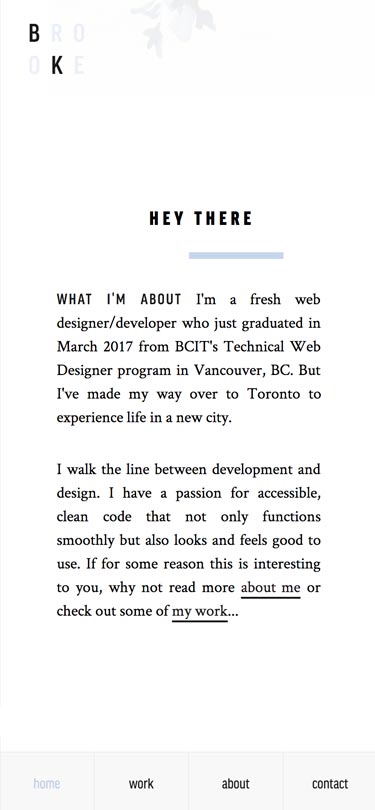 BRO
OKE
HEY THERE
WHAT I'M ABOUT I'm a fresh web
designer/developer who just graduated in
March 2017 from BCIT's Technical Web
Designer program in Vancouver, BC. But
I've made my way over to Toronto to
experience life in a new city.
I walk the line between development and
design. I have a passion for accessible,
clean code that not only functions
smoothly but also looks and feels good to
use. If for some reason this is interesting
to you, why not read more about me or
check out some of my work...
home work about contact